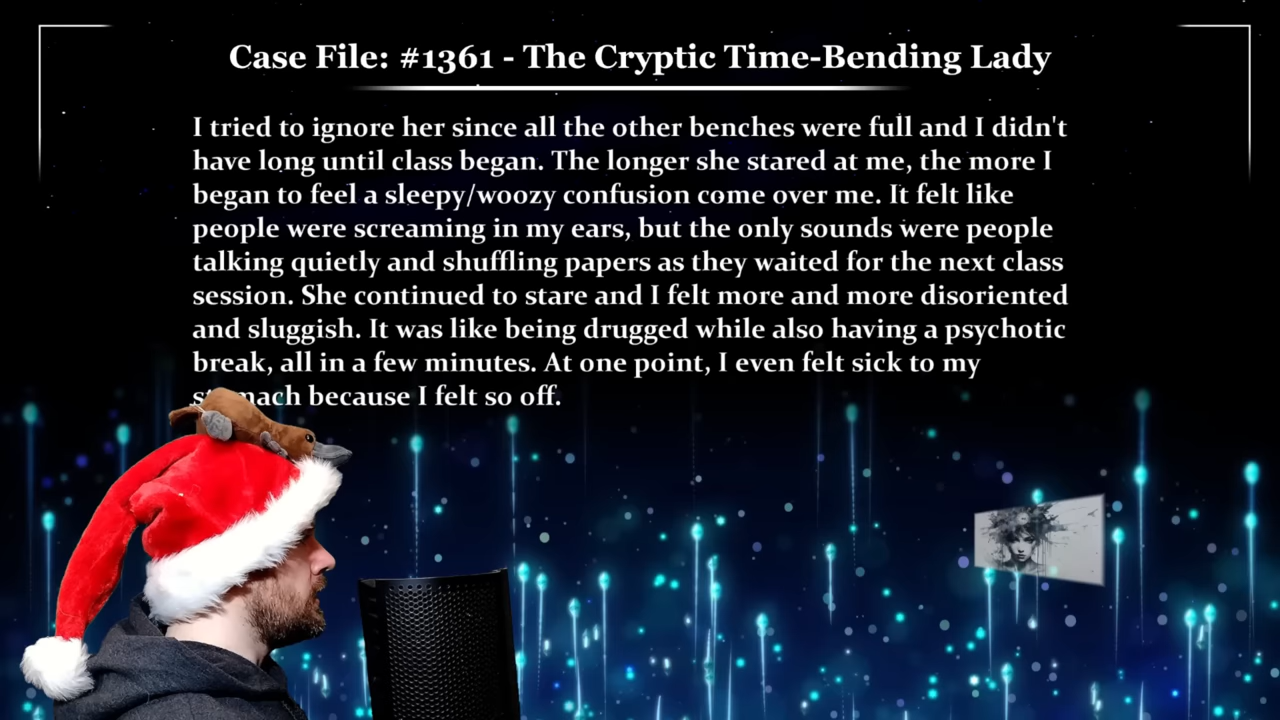 Case File: #1361 - The Cryptic Time-Bending Lady
I tried to ignore her since all the other benches were full and I didn't
have long until class began. The longer she stared at me, the more I
began to feel a sleepy/woozy confusion come over me. It felt like
people were screaming in my ears, but the only sounds were people
talking quietly and shuffling papers as they waited for the next class
session. She continued to stare and I felt more and more disoriented
and sluggish. It was like being drugged while also having a psychotic
break, all in a few minutes. At one point, I even felt sick to my
because I felt so off.